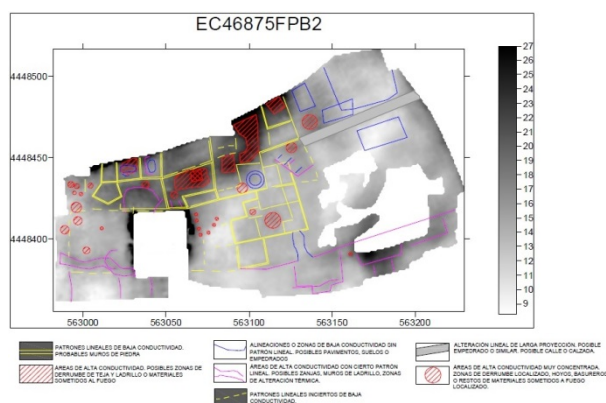 EC46875FPB2
4448500
4448450
4448400
563000
563050
563100
563150
563200
27
26
25
24
23
22
21
20
19
18
17
16
15
14
13
12
11
10
9
PATRONES LINEALES DE BAJA CONDUCTIVIDAD.
PROBABLES MUROS DE PIEDRA
ÁREAS DE ALTA CONDUCTIVIDAD. POSIBLES ZONAS DE
DERRUMBE DE TEJA Y LADRILLO O MATERIALES
SOMETIDOS AL FUEGO
ALINEACIONES O ZONAS DE BAJA CONDUCTIVIDAD SIN
PATRÓN LINEAL. POSIBLES PAVIMENTOS, SUELOS O
EMPEDRADOS
ÁREAS DE ALTA CONDUCTIVIDAD CON CIERTO PATRÓN
LINEAL. POSIBLES ZANJAS, MUROS DE LADRILLO, ZONAS
DE ALTERACIÓN TÉRMICA.
PATRONES LINEALES INCIERTOS DE BAJA
CONDUCTIVIDAD.
ALTERACIÓN LINEAL DE LARGA PROYECCIÓN. POSIBLE
EMPEDRADO O SIMILAR. POSIBLE CALLE O CALZADA.
ÁREAS DE ALTA CONDUCTIVIDAD MUY CONCENTRADA.
ZONAS DE DERRUMBE LOCALIZADO, HOYOS, BASUREROS
O RESTOS DE MATERIALES SOMETIDOS A FUEGO
LOCALIZADO.